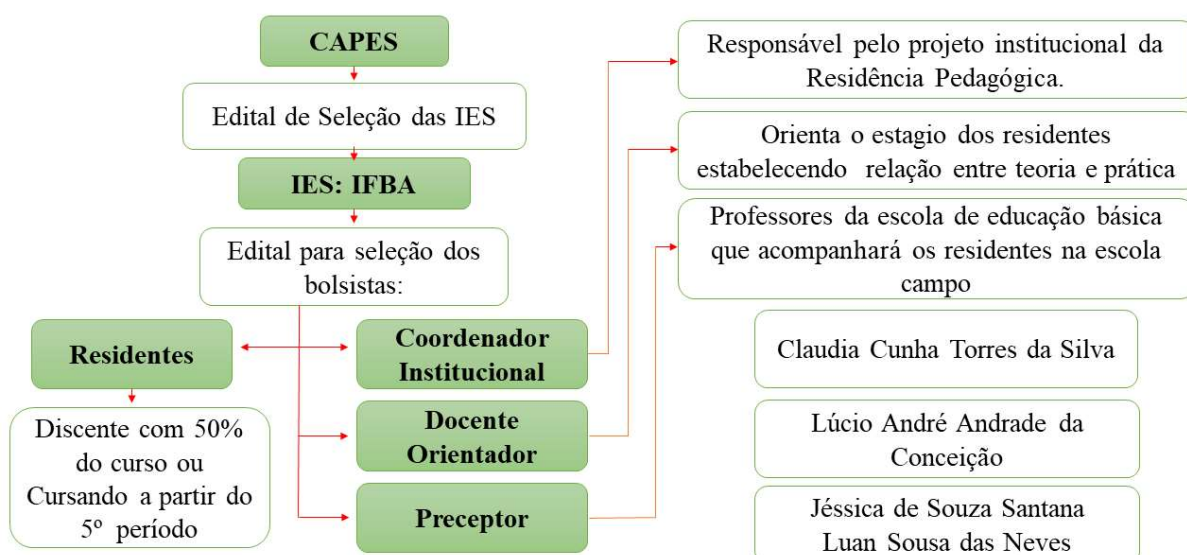 CAPES
Edital de Seleção das IES
IES: IFBA
Edital para seleção dos
bolsistas:
Residentes
Discente com 50%
do curso ou
Cursando a partir do
5º período
Coordenador
Institucional
Docente
Orientador
Preceptor
Responsável pelo projeto institucional da
Residência Pedagógica.
Orienta o estagio dos residentes
estabelecendo relação entre teoria e prática
Professores da escola de educação básica
que acompanhará os residentes na escola
campo
Claudia Cunha Torres da Silva
Lúcio André Andrade da
Conceição
Jéssica de Souza Santana
Luan Sousa das Neves